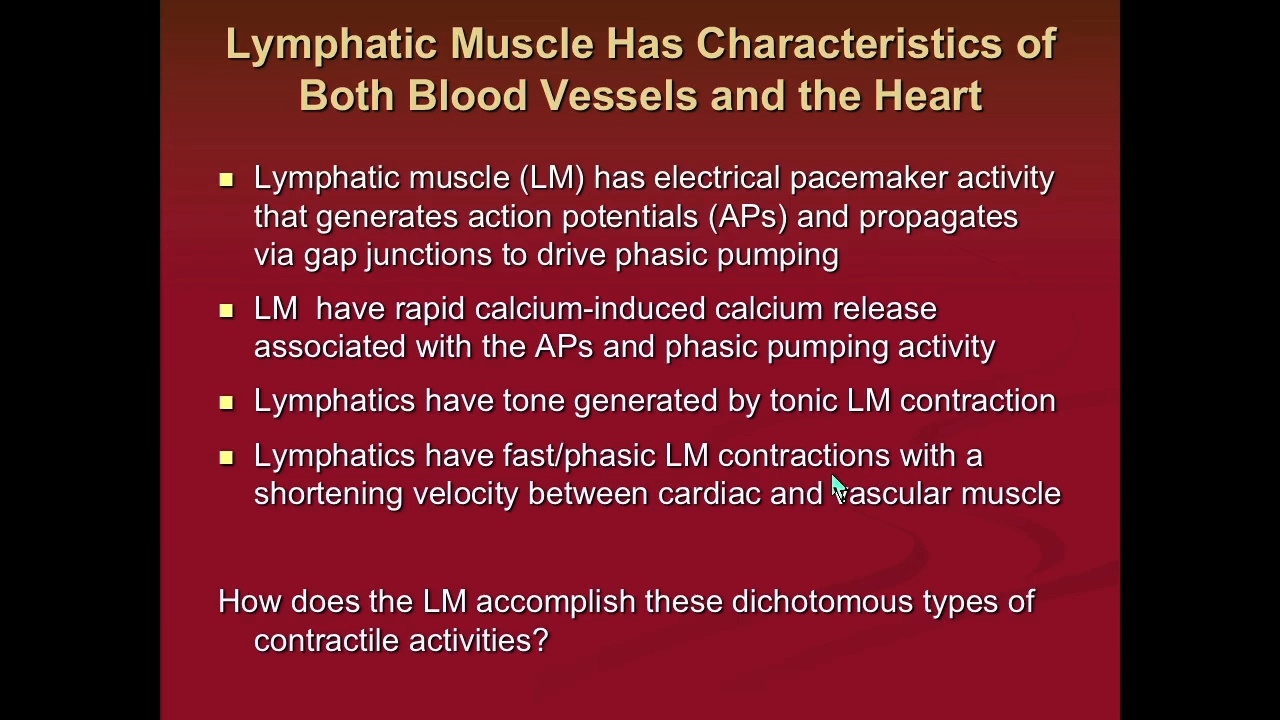 Lymphatic Muscle Has Characteristics of
Both Blood Vessels and the Heart
Lymphatic muscle (LM) has electrical pacemaker activity
that generates action potentials (APs) and propagates
via gap junctions to drive phasic pumping
LM  have rapid calcium-induced calcium release
associated with the APs and phasic pumping activity
Lymphatics have tone generated by tonic LM contraction
Lymphatics have fast/phasic LM contractions with a
shortening velocity between cardiac and vascular muscle
How does the LM accomplish these dichotomous types of
contractile activities?